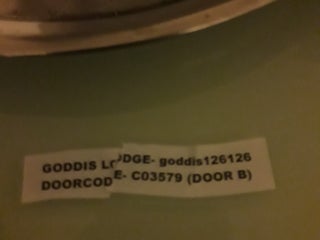 GODDIS LODGE- goddis126126
DOORCODE- C03579 (DOOR B)